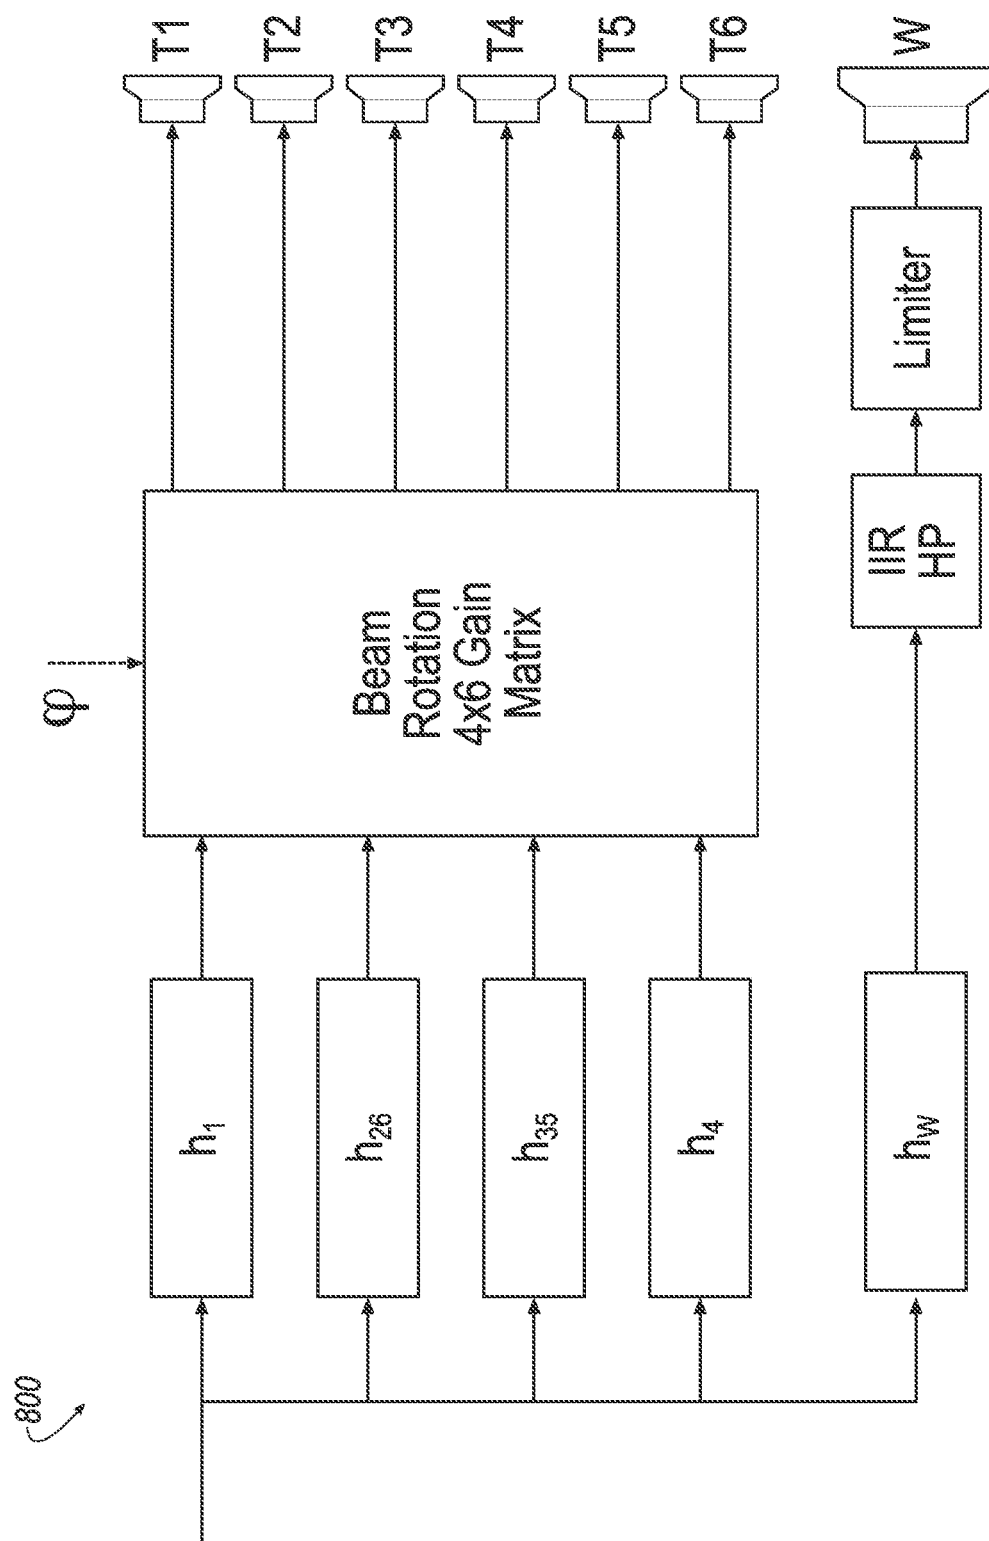 800
h1
h26
h35
h4
hW
φ
Beam
Rotation
4x6 Gain
Matrix
IIR
HP
Limiter
T1
T2
T3
T4
T5
T6
W